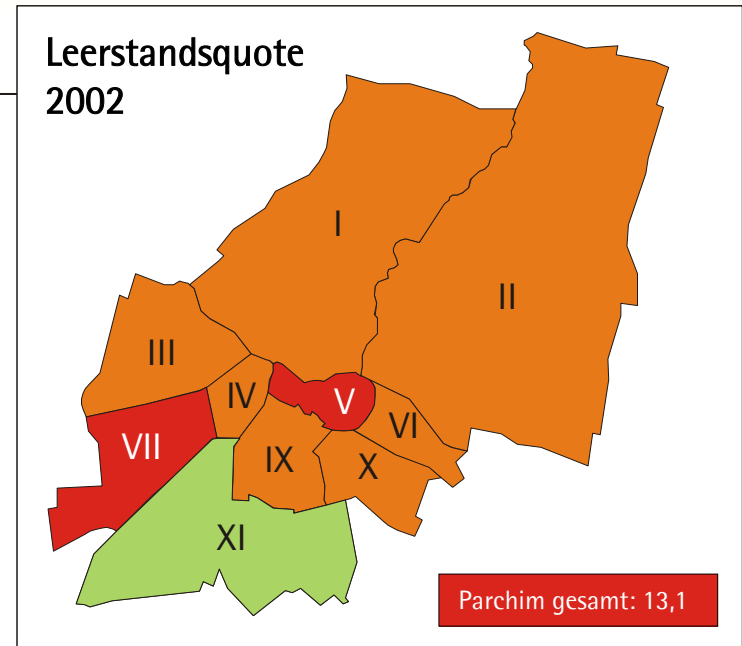 Leerstandsquote
2002
I
II
III
IV
V
VI
VII
IX
X
XI
Parchim gesamt: 13,1